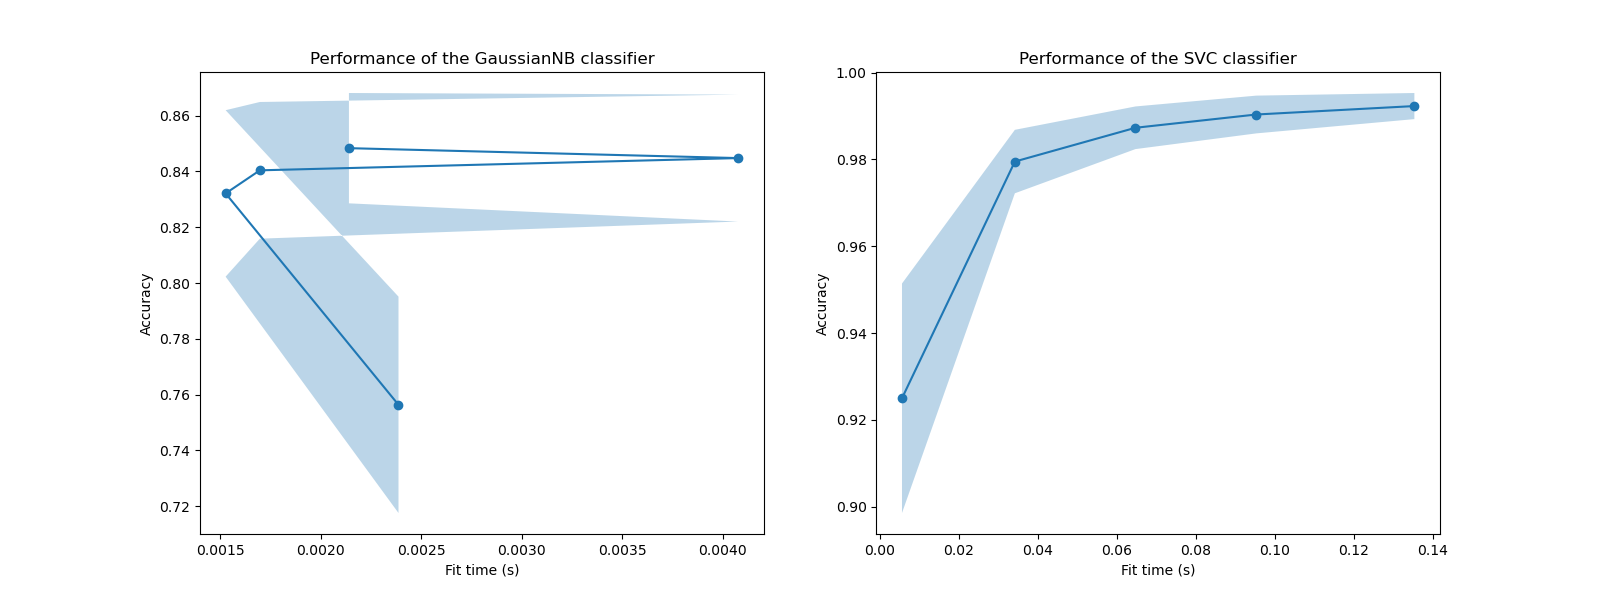 Performance of the GaussianNB classifier
0.86
0.84
0.82
0.80
0.78
0.76
0.74
0.72
Accuracy
0.0015 0.0020 0.0025 0.0030 0.0035 0.0040
Fit time (s)
Performance of the SVC classifier
1.00
0.98
0.96
0.94
0.92
0.90
Accuracy
0.00 0.02 0.04 0.06 0.08 0.10 0.12 0.14
Fit time (s)